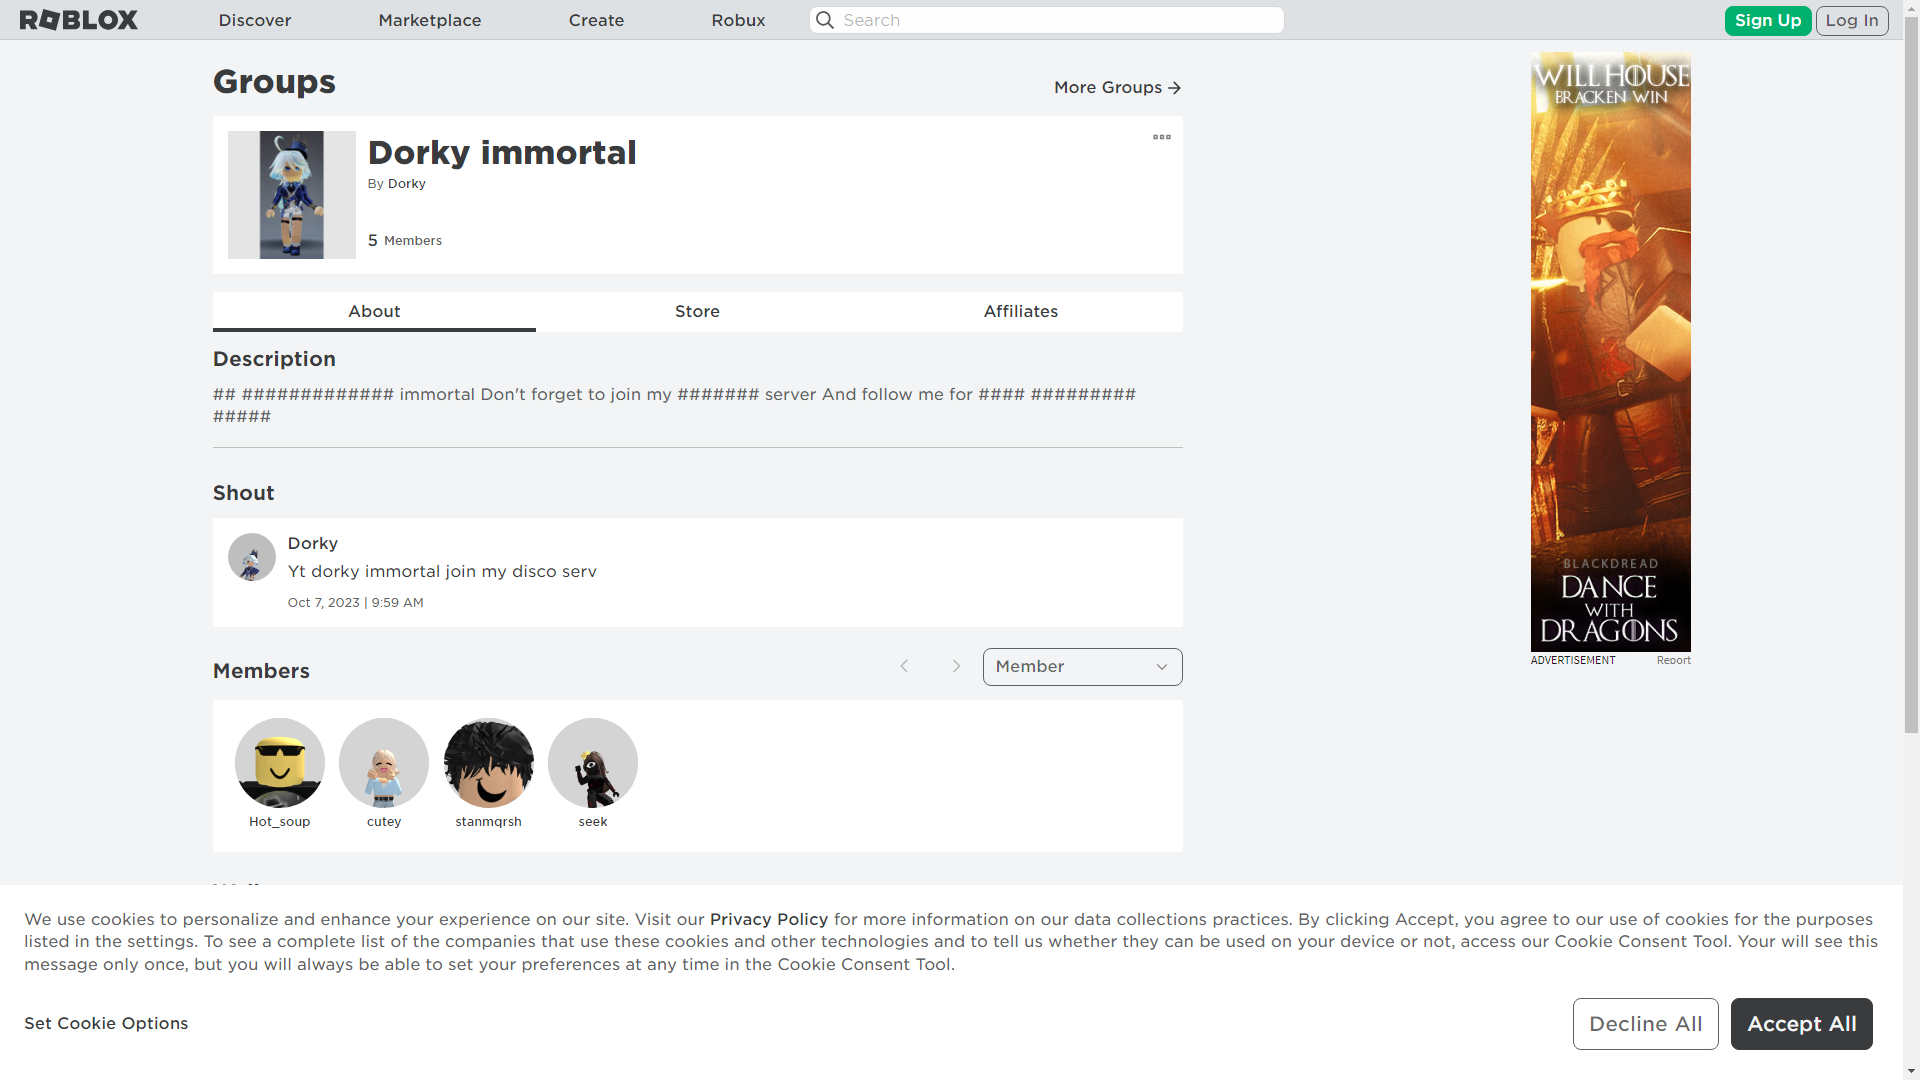 ROBLOX
Discover
Marketplace
Create
Robux
Search
Sign Up
Log In
Groups
More Groups
Dorky immortal
By Dorky
5 Members
About
Store
Affiliates
Description
## ############# immortal Don't forget to join my ####### server And follow me for #### #########
#####
Shout
Dorky
Yt dorky immortal join my disco serv
Oct 7, 2023 | 9:59 AM
Members
Member
Hot_soup
cutey
stanmqrsh
seek
WILL HOUSE
BRACKEN WIN
BLACKDREAD
DANCE
WITH
DRAGONS
ADVERTISEMENT
Report
We use cookies to personalize and enhance your experience on our site. Visit our Privacy Policy for more information on our data collections practices. By clicking Accept, you agree to our use of cookies for the purposes
listed in the settings. To see a complete list of the companies that use these cookies and other technologies and to tell us whether they can be used on your device or not, access our Cookie Consent Tool. Your will see this
message only once, but you will always be able to set your preferences at any time in the Cookie Consent Tool.
Set Cookie Options
Decline All
Accept All